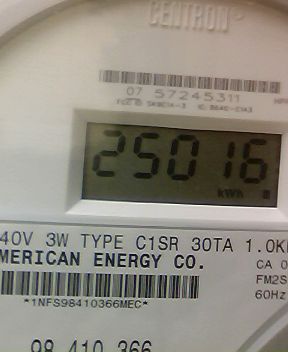 CENTRON®
07 57245311
25016
kWh
40V 3W TYPE C1SR 30TA 1.0K
MERICAN ENERGY CO.
CA 0
FM2S
60Hz
*1NFS98410366MEC*
98 410 366